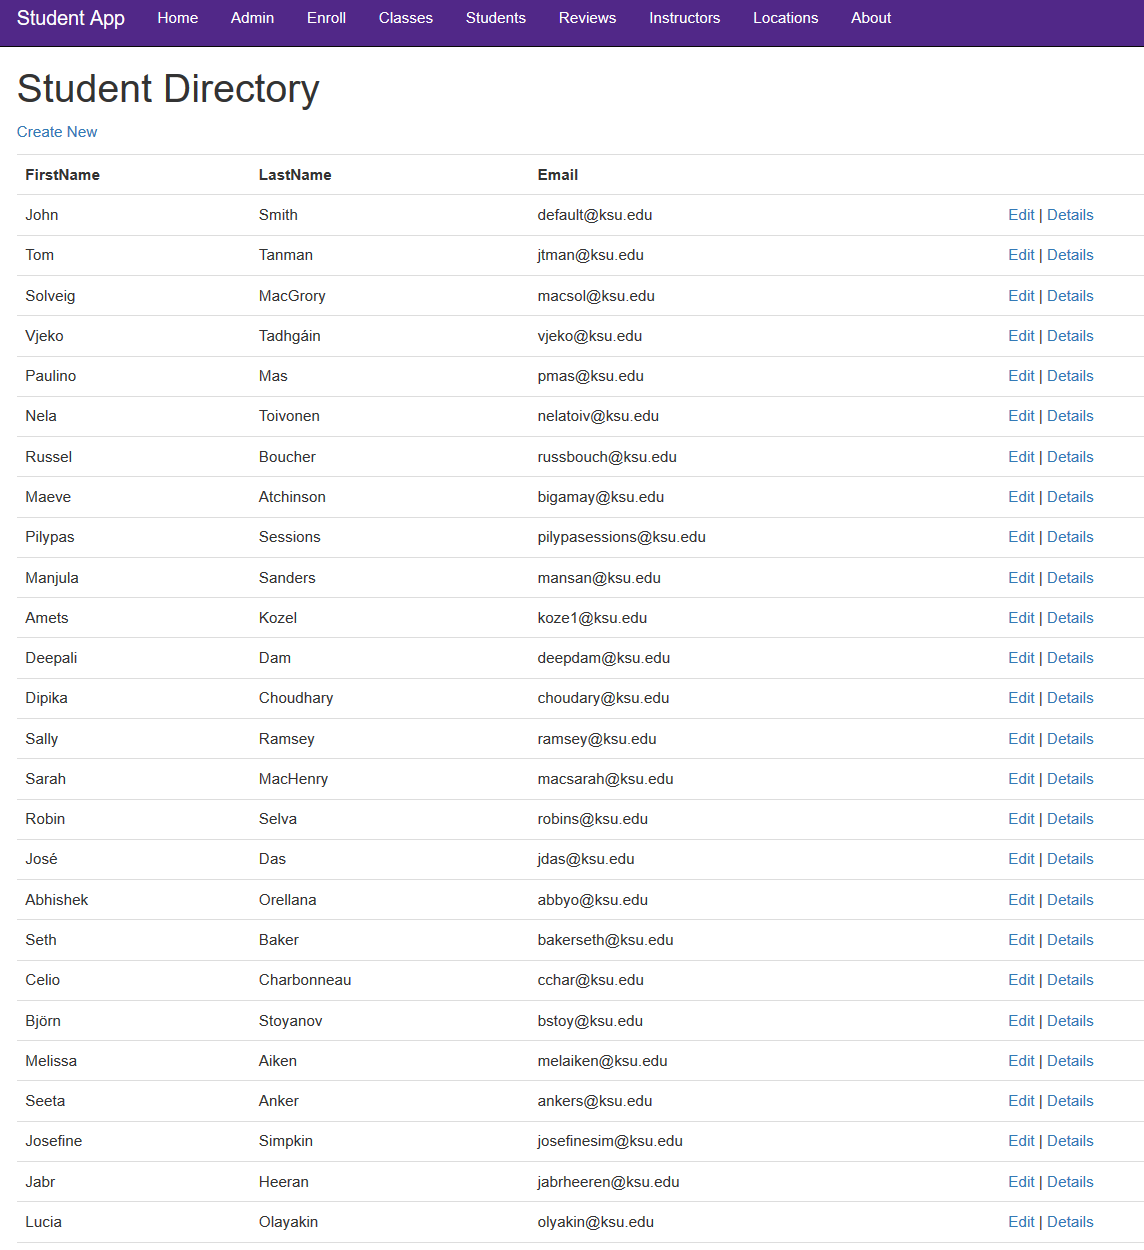 Student App Home Admin Enroll Classes Students Reviews Instructors Locations About
Student Directory
Create New
FirstName LastName Email
John Smith default@ksu.edu Edit | Details
Tom Tanman jtman@ksu.edu Edit | Details
Solveig MacGrory macsol@ksu.edu Edit | Details
Vjeko Tadhgáin vjeko@ksu.edu Edit | Details
Paulino Mas pmas@ksu.edu Edit | Details
Nela Toivonen nelatoiv@ksu.edu Edit | Details
Russel Boucher russbouch@ksu.edu Edit | Details
Maeve Atchinson bigamay@ksu.edu Edit | Details
Pilypas Sessions pilypasessions@ksu.edu Edit | Details
Manjula Sanders mansan@ksu.edu Edit | Details
Amets Kozel koze1@ksu.edu Edit | Details
Deepali Dam deepdam@ksu.edu Edit | Details
Dipika Choudhary choudary@ksu.edu Edit | Details
Sally Ramsey ramsey@ksu.edu Edit | Details
Sarah MacHenry macsarah@ksu.edu Edit | Details
Robin Selva robins@ksu.edu Edit | Details
José Das jdas@ksu.edu Edit | Details
Abhishek Orellana abbyo@ksu.edu Edit | Details
Seth Baker bakerseth@ksu.edu Edit | Details
Celio Charbonneau cchar@ksu.edu Edit | Details
Björn Stoyanov bstoy@ksu.edu Edit | Details
Melissa Aiken melaiken@ksu.edu Edit | Details
Seeta Anker ankers@ksu.edu Edit | Details
Josefine Simpkin josefinesim@ksu.edu Edit | Details
Jabr Heeran jabrheeren@ksu.edu Edit | Details
Lucia Olayakin olyakin@ksu.edu Edit | Details